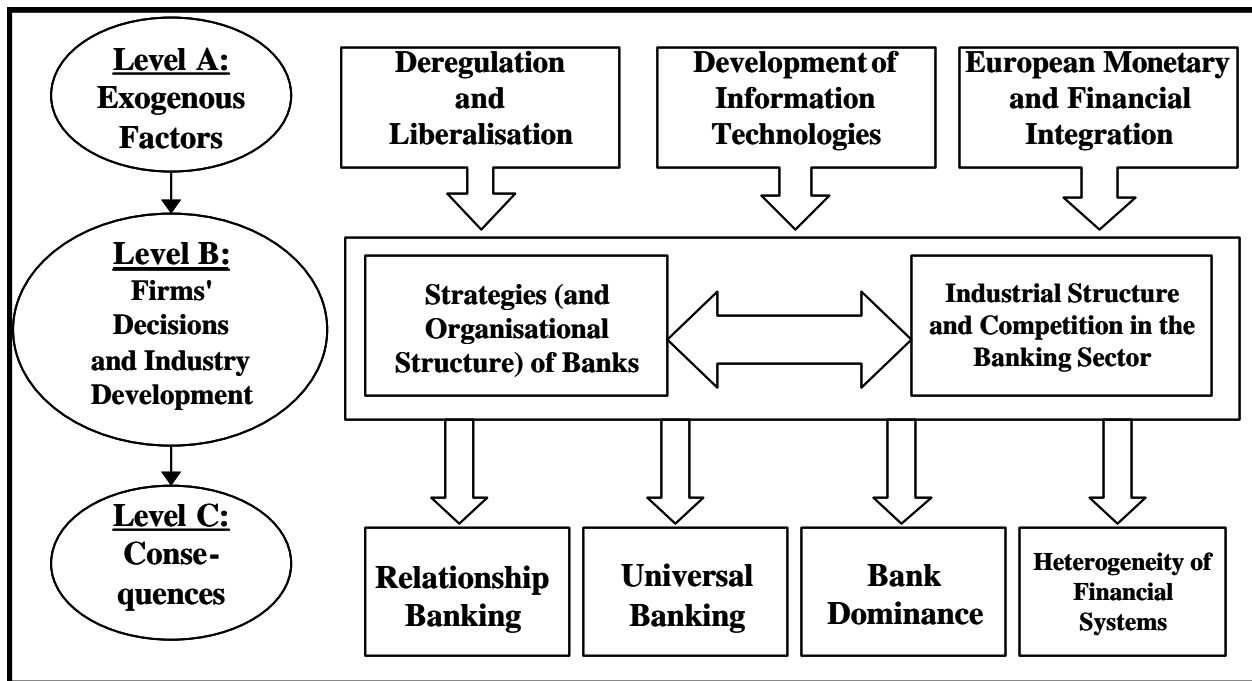 Level A:
Exogenous
Factors
Deregulation
and
Liberalisation
Development of
Information
Technologies
European Monetary
and Financial
Integration
Level B:
Firms'
Decisions
and Industry
Development
Strategies (and
Organisational
Structure) of Banks
Industrial Structure
and Competition in the
Banking Sector
Level C:
Conse-
quences
Relationship
Banking
Universal
Banking
Bank
Dominance
Heterogeneity of
Financial
Systems